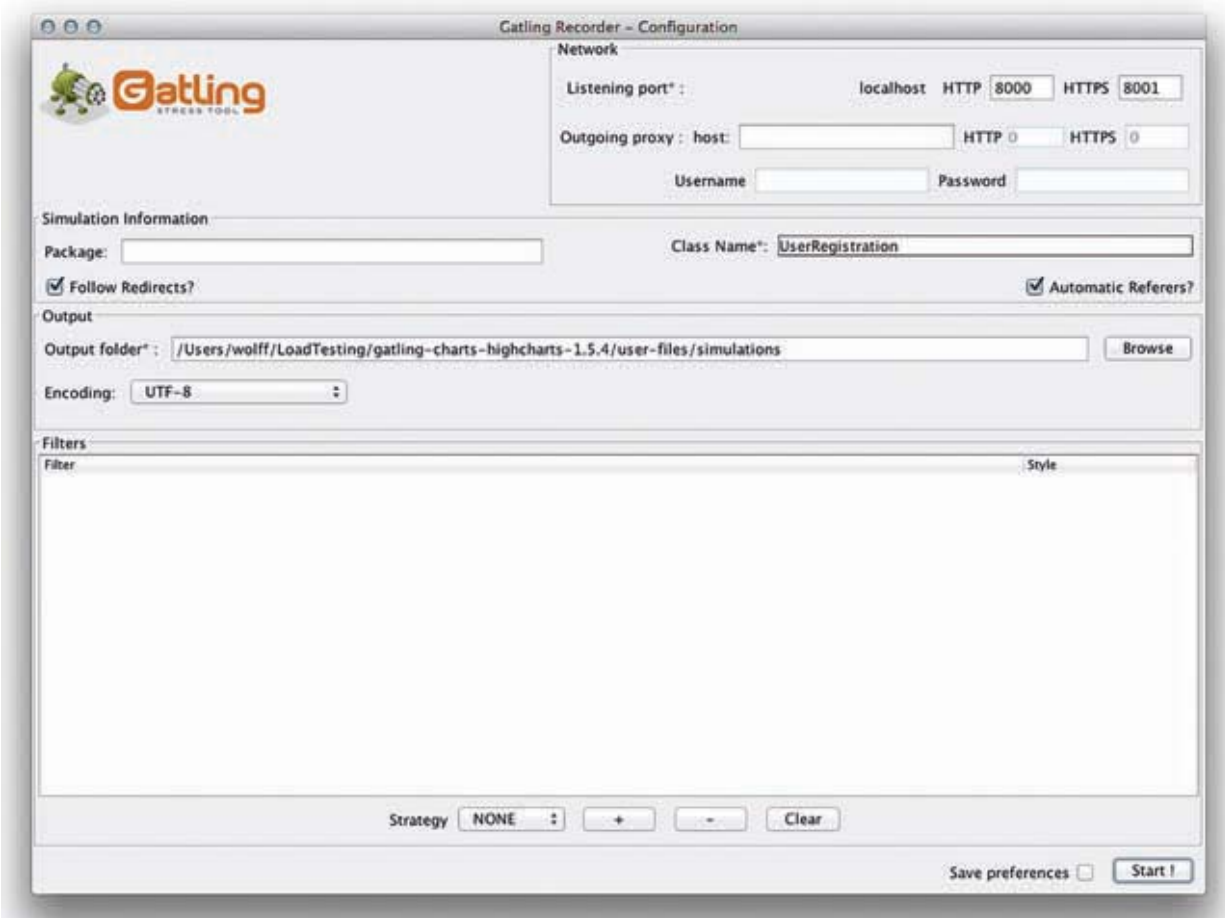 Gatling Recorder - Configuration
Gatling
STRESS TOOL
Network
Listening port* : localhost HTTP 8000 HTTPS 8001
Outgoing proxy : host: HTTP 0 HTTPS 0
Username Password
Simulation Information
Package: Class Name*: UserRegistration
Follow Redirects? Automatic Referers?
Output
Output folder* : /Users/wolff/LoadTesting/gatling-charts-highcharts-1.5.4/user-files/simulations Browse
Encoding: UTF-8
Filters
Filter Style
Strategy NONE + - Clear
Save preferences Start !